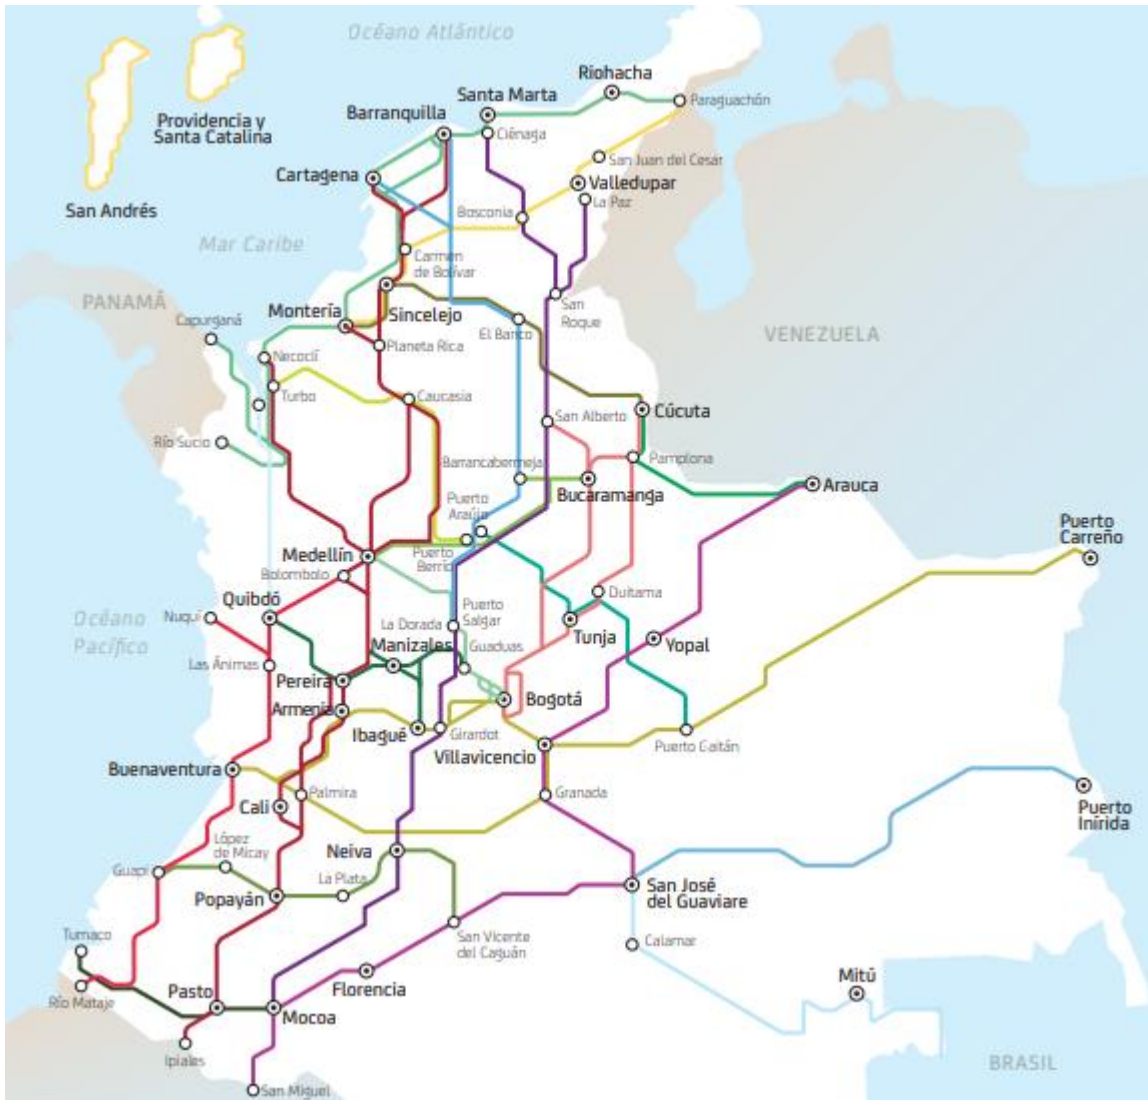 Océano Atlántico
Riohacha
Santa Marta
Paraguachón
Providencia y
Santa Catalina
Barranquilla
Ciénaga
San Juan del Cesar
Cartagena
Valledupar
La Paz
San Andrés
Bosconia
Mar Caribe
Carmen
de Bolívar
PANAMÁ
San
Roque
Montería
Sincelejo
Capurganá
El Banco
VENEZUELA
Planeta Rica
Necoclí
Turbo
Caucasia
Cúcuta
San Alberto
Río Sucio
Barrancabermeja
Pamplona
Bucaramanga
Arauca
Puerto
Araújo
Puerto
Carreño
Medellín
Puerto
Berrío
Bolombolo
Quibdó
Duitama
Océano
Pacífico
Nuquí
La Dorada
Puerto
Salgar
Tunja
Yopal
Manizales
Guaduas
Las Ánimas
Pereira
Bogotá
Armenia
Ibagué
Girardot
Villavicencio
Puerto Gaitán
Buenaventura
Palmira
Granada
Cali
Puerto
Inírida
López
de Micay
Neiva
Guapi
La Plata
San José
del Guaviare
Popayán
San Vicente
del Caguán
Tumaco
Calamar
Mitú
Río Mataje
Pasto
Florencia
Mocoa
Ipiales
BRASIL
San Miguel